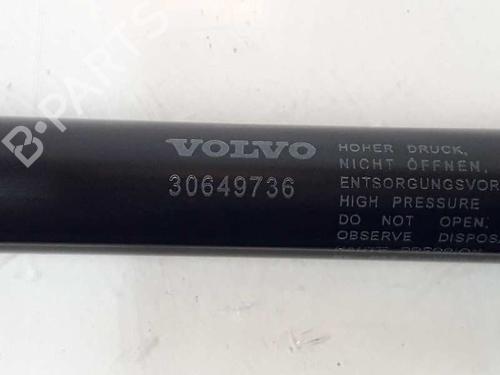 B-PARTS
VOLVO
30649736
HOHER DRUCK,
NICHT ÖFFNEN,
ENTSORGUNGSVOR
HIGH PRESSURE
DO NOT OPEN,
OBSERVE DISPOS